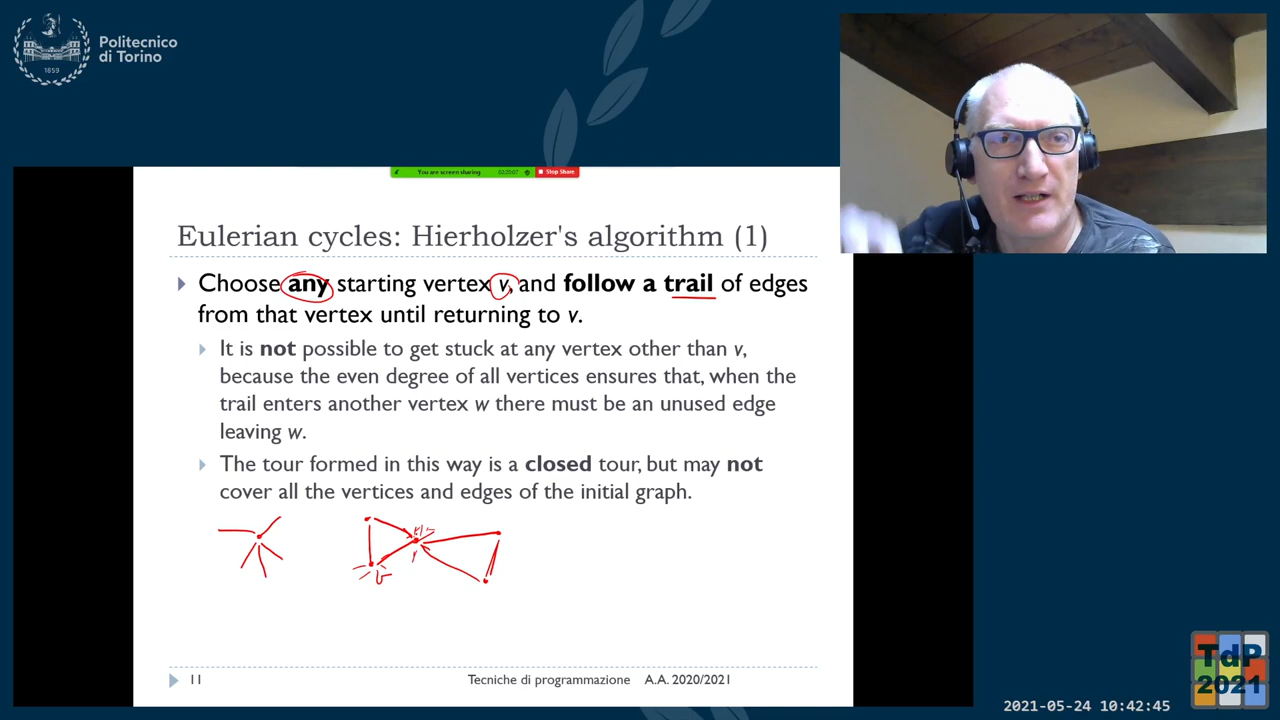 Politecnico
di Torino
1859
You are screen sharing
Stop Share
Eulerian cycles: Hierholzer's algorithm (1)
Choose any starting vertex v, and follow a trail of edges
from that vertex until returning to v.
It is not possible to get stuck at any vertex other than v,
because the even degree of all vertices ensures that, when the
trail enters another vertex w there must be an unused edge
leaving w.
The tour formed in this way is a closed tour, but may not
cover all the vertices and edges of the initial graph.
v
11
Tecniche di programmazione A.A. 2020/2021
TdP
2021
2021-05-24 10:42:45